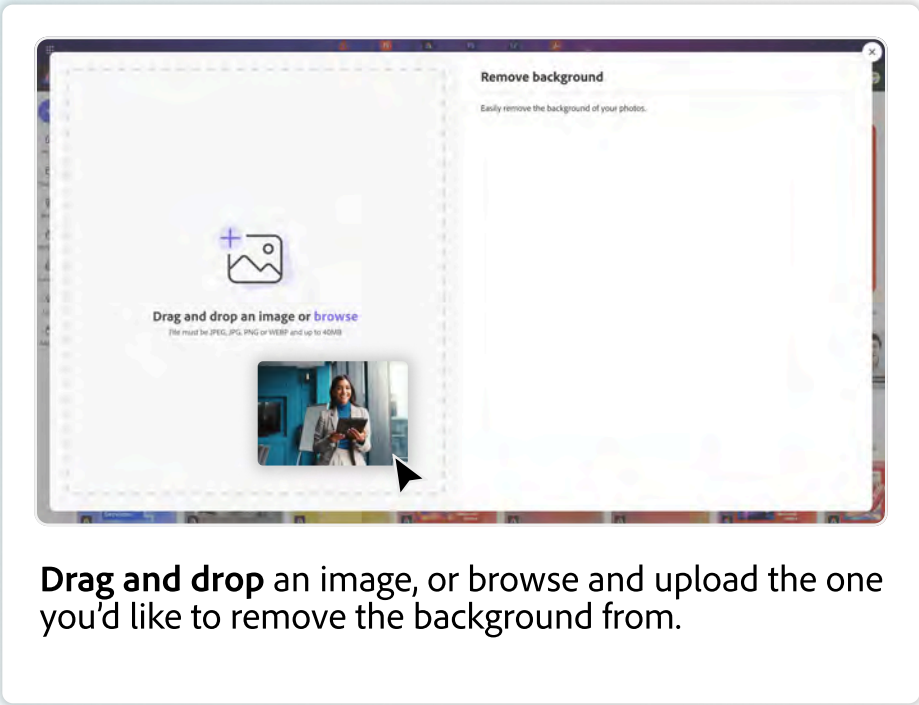 Remove background
Easily remove the background of your photos.
Drag and drop an image or browse
File must be JPEG, JPG, PNG or WEBP and up to 40MB
Drag and drop an image, or browse and upload the one
you’d like to remove the background from.